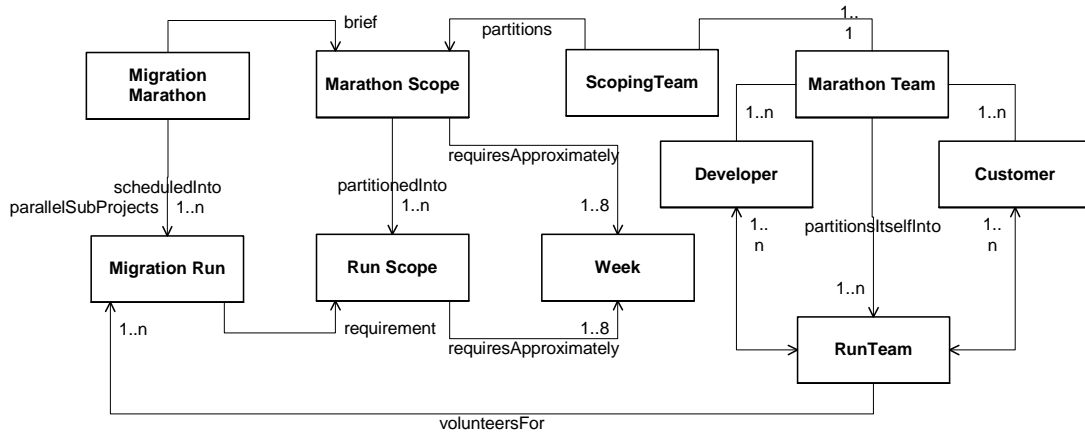 brief
partitions
1..
1
Migration
Marathon
Marathon Scope
ScopingTeam
Marathon Team
1..n
1..n
requiresApproximately
Developer
Customer
scheduledInto
parallelSubProjects
1..n
partitionedInto
1..n
1..8
1..
n
partitionsItselfInto
1..
n
Migration Run
Run Scope
Week
1..n
1..n
requirement
1..8
requiresApproximately
RunTeam
volunteersFor